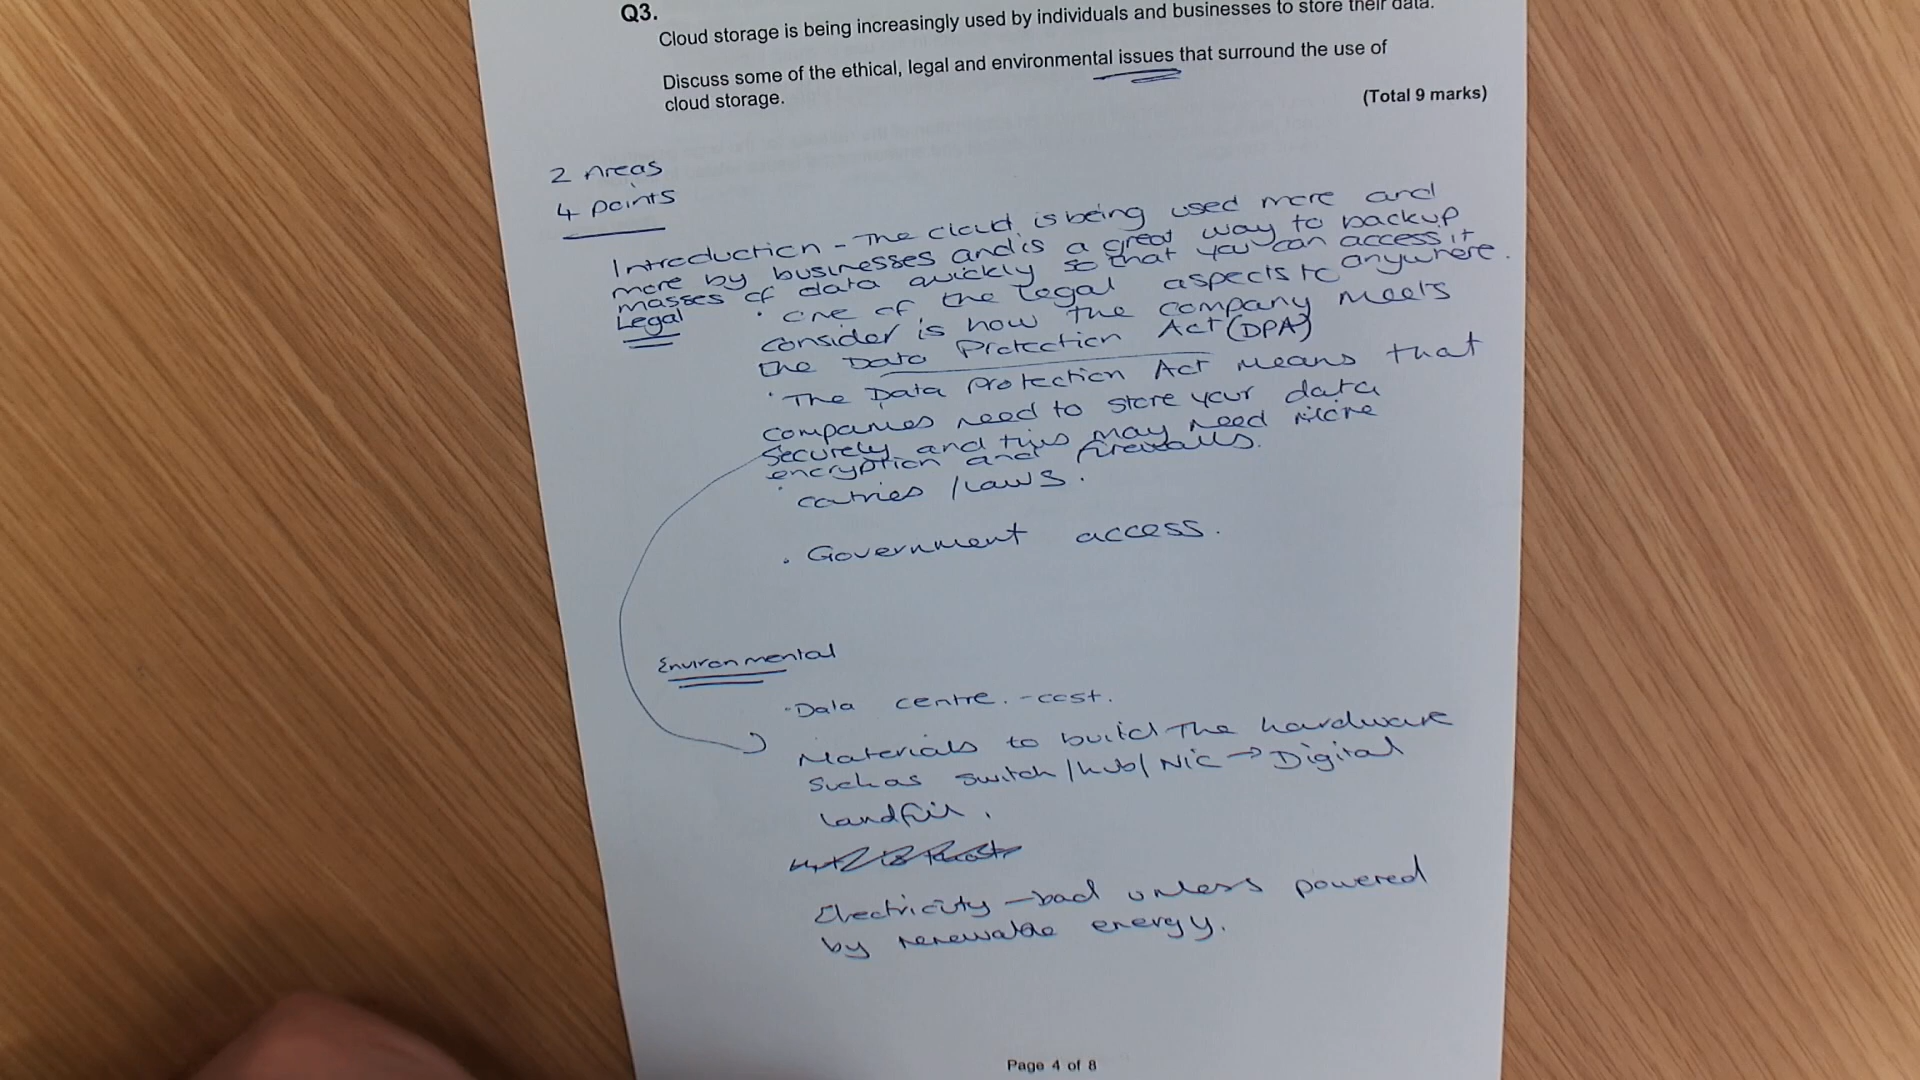 Q3.
Cloud storage is being increasingly used by individuals and businesses to store their data.
Discuss some of the ethical, legal and environmental issues that surround the use of
cloud storage.
(Total 9 marks)
2 Areas
4 points
Introduction - The cloud is being used more and
more by businesses and is a great way to backup
masses of data quickly so that you can access it
anywhere.
Legal
· one of the legal aspects to
consider is how the company meets
the Data Protection Act (DPA)
· The Data Protection Act means that
companies need to store your data
securely and this may need more
encryption and firewalls.
· contries / Laws.
· Government access.
Environmental
· Data centre. - cost.
Materials to build The hardware
such as switch / hub / NIC → Digital
landfill.
Electricity - bad unless powered
by renewable energy.
Page 4 of 8